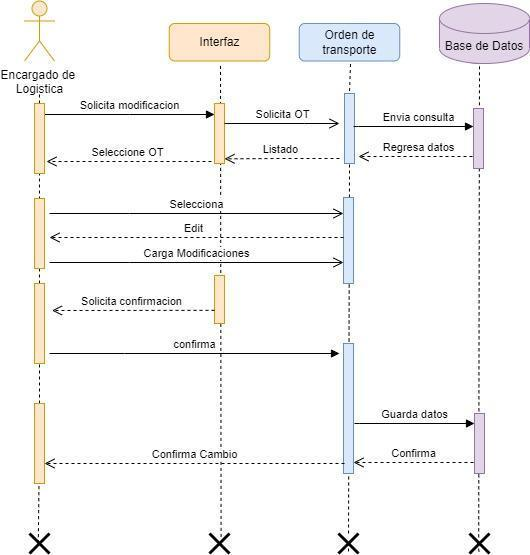 Interfaz
Orden de
transporte
Base de Datos
Encargado de
Logistica
Solicita modificacion
Solicita OT
Envia consulta
Seleccione OT
Listado
Regresa datos
Selecciona
Edit
Carga Modificaciones
Solicita confirmacion
confirma
Guarda datos
Confirma Cambio
Confirma